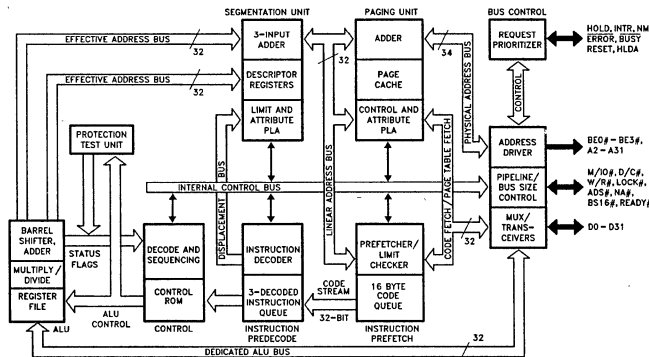 SEGMENTATION UNIT
PAGING UNIT
BUS CONTROL
EFFECTIVE ADDRESS BUS
32
3-INPUT
ADDER
32
ADDER
34
REQUEST
PRIORITIZER
HOLD, INTR, NM
ERROR, BUSY
RESET, HLDA
EFFECTIVE ADDRESS BUS
32
DESCRIPTOR
REGISTERS
PAGE
CACHE
PHYSICAL ADDRESS BUS
CONTROL
LIMIT AND
ATTRIBUTE
PLA
CONTROL AND
ATTRIBUTE
PLA
PROTECTION
TEST UNIT
ADDRESS
DRIVER
BE0# - BE3#,
A2 - A31
DISPLACEMENT BUS
LINEAR ADDRESS BUS
CODE FETCH/PAGE TABLE FETCH
INTERNAL CONTROL BUS
PIPELINE/
BUS SIZE
CONTROL
M/IO#, D/C#,
W/R#, LOCK#,
ADS#, NA#,
BS16#, READY#
BARREL
SHIFTER,
ADDER
STATUS
FLAGS
DECODE AND
SEQUENCING
INSTRUCTION
DECODER
PREFETCHER/
LIMIT
CHECKER
32
MUX/
TRANS-
CEIVERS
D0 - D31
MULTIPLY/
DIVIDE
REGISTER
FILE
CONTROL
ROM
3-DECODED
INSTRUCTION
QUEUE
CODE
STREAM
32-BIT
16 BYTE
CODE
QUEUE
ALU
ALU
CONTROL
CONTROL
INSTRUCTION
PREDECODE
INSTRUCTION
PREFETCH
32
DEDICATED ALU BUS